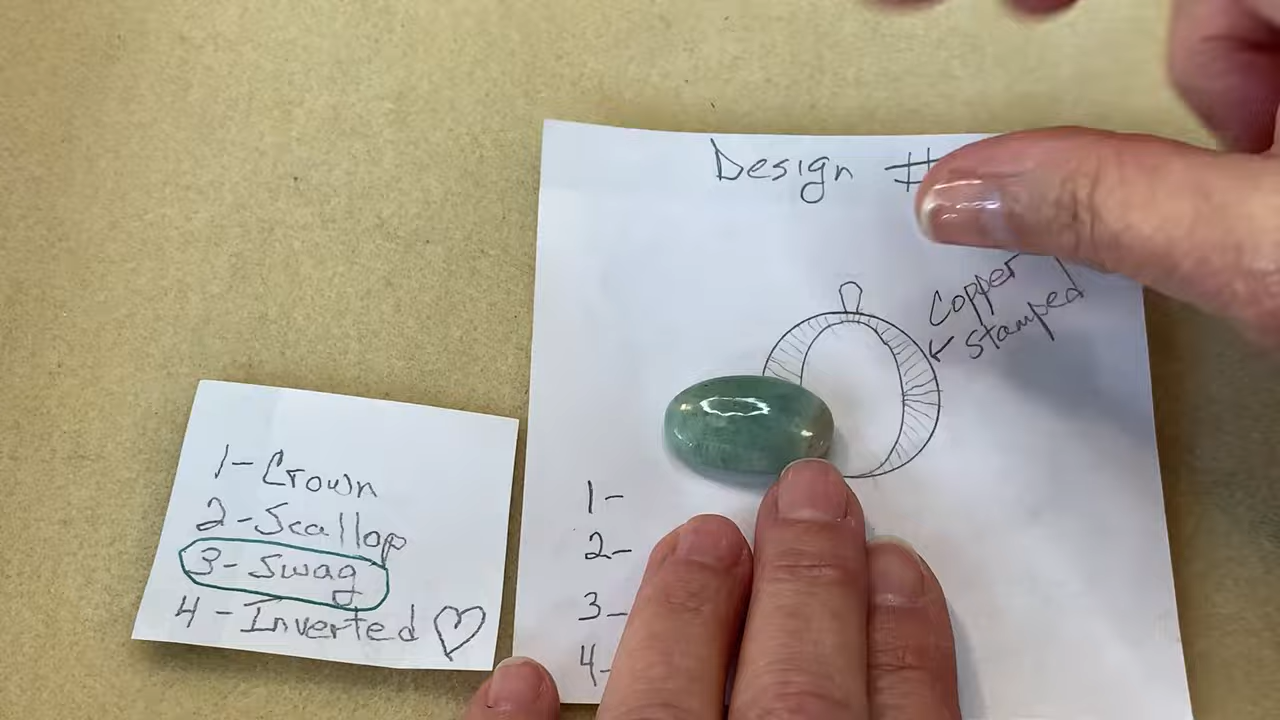 Design #
Copper
stamped
1-
2-
3-
4-
1-Crown
2-Scallop
3-Swag
4-Inverted ♡